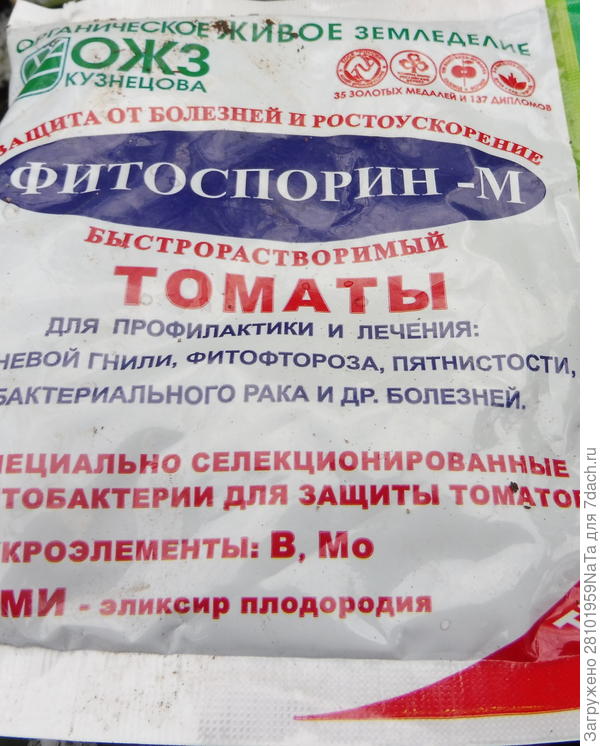 ОРГАНИЧЕСКОЕ ЖИВОЕ ЗЕМЛЕДЕЛИЕ
ОЖЗ
КУЗНЕЦОВА
35 ЗОЛОТЫХ МЕДАЛЕЙ И 137 ДИПЛОМОВ
ЗАЩИТА ОТ БОЛЕЗНЕЙ И РОСТОУСКОРЕНИЕ
ФИТОСПОРИН -М
БЫСТРОРАСТВОРИМЫЙ
ТОМАТЫ
ДЛЯ ПРОФИЛАКТИКИ И ЛЕЧЕНИЯ:
НЕВОЙ ГНИЛИ, ФИТОФТОРОЗА, ПЯТНИСТОСТИ,
БАКТЕРИАЛЬНОГО РАКА И ДР. БОЛЕЗНЕЙ.
ПЕЦИАЛЬНО СЕЛЕКЦИОНИРОВАННЫЕ
ТОБАКТЕРИИ ДЛЯ ЗАЩИТЫ ТОМАТОВ
КРОЭЛЕМЕНТЫ: B, Mo
МИ - ЭЛИКСИР ПЛОДОРОДИЯ
Загружено 28101959NaTa для 7dach.ru